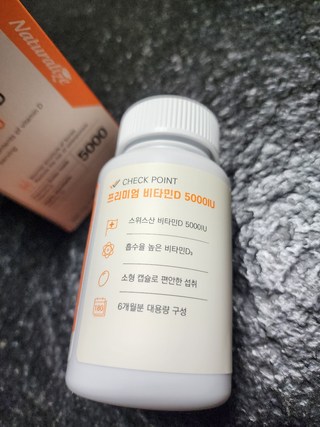 Naturalize
5000
CHECK POINT
프리미엄 비타민D 5000IU
스위스산 비타민D 5000IU
흡수율 높은 비타민D₃
소형 캡슐로 편안한 섭취
180
6개월분 대용량 구성